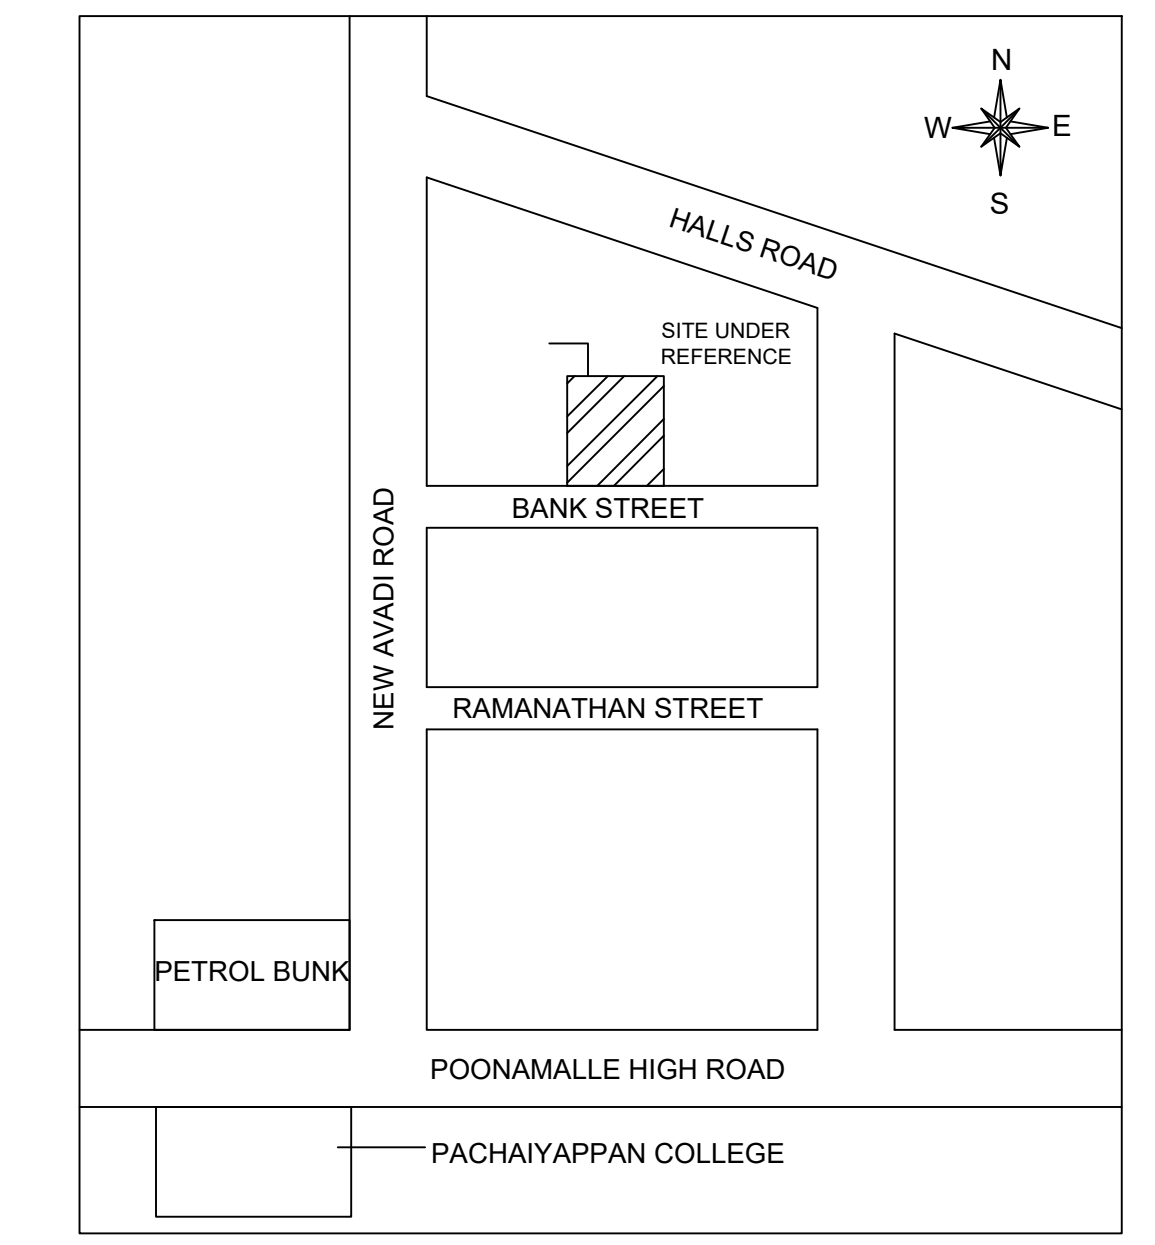 N
W
E
S
HALLS ROAD
SITE UNDER
REFERENCE
BANK STREET
NEW AVADI ROAD
RAMANATHAN STREET
PETROL BUNK
POONAMALLE HIGH ROAD
PACHAIYAPPAN COLLEGE